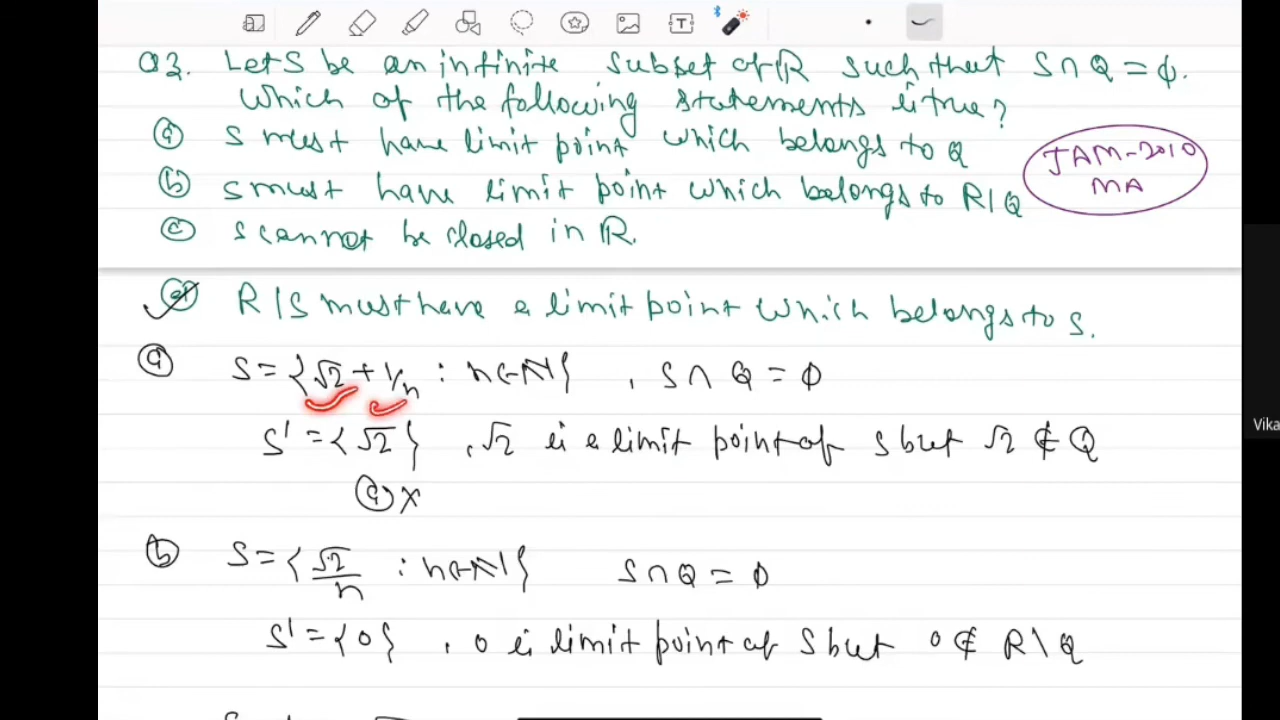 Q3. Let S be an infinite subset of R such that S∩Q = ϕ.
Which of the following statements is true?
(a) S must have limit point which belongs to Q
(b) S must have limit point which belongs to R\Q
JAM-2010
MA
(c) S cannot be closed in R.
(d) R\S must have a limit point which belongs to S.
(a) S = {√2 + 1/n : n∈N} , S∩Q = ϕ
S' = {√2} , √2 is a limit point of S but √2 ∉ Q
(a) X
Vika
(b) S = {√2/n : n∈N} S∩Q = ϕ
S' = {0} , 0 is limit point of S but 0 ∉ R\Q